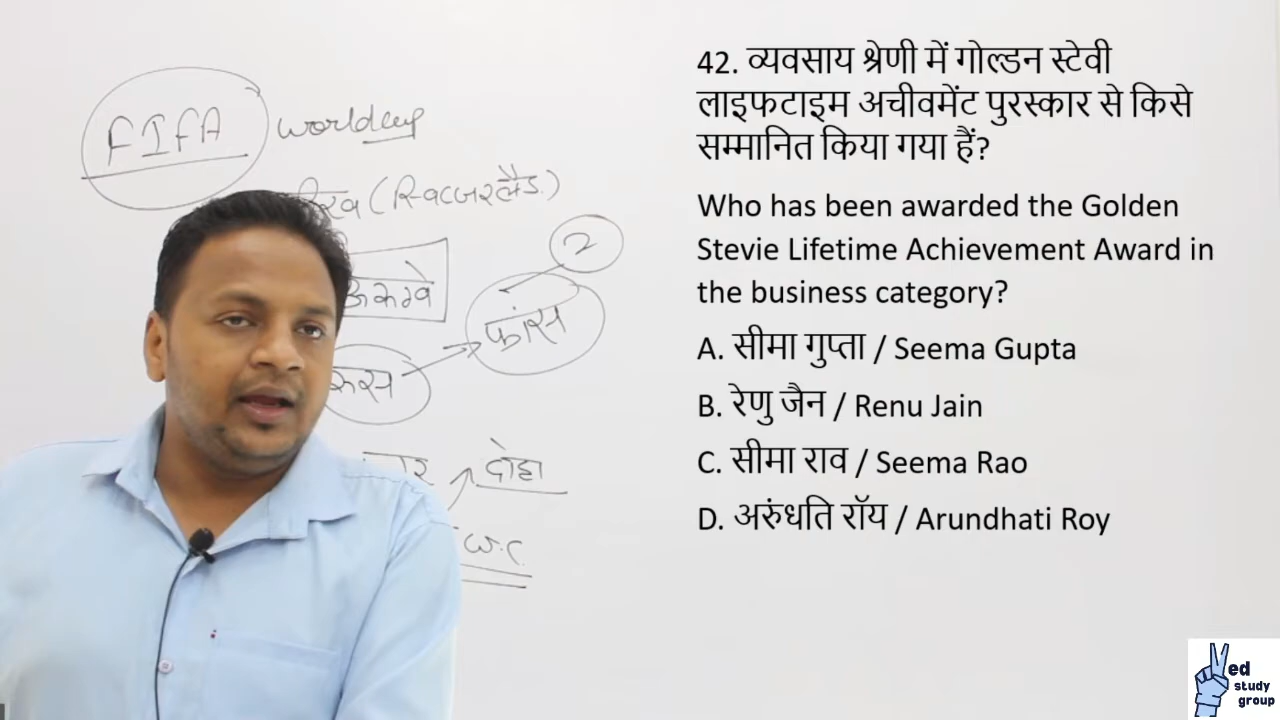 FIFA worldcup
फ्रांस
2
दोहा
W.C.
42. व्यवसाय श्रेणी में गोल्डन स्टेवी
लाइफटाइम अचीवमेंट पुरस्कार से किसे
सम्मानित किया गया हैं?
Who has been awarded the Golden
Stevie Lifetime Achievement Award in
the business category?
A. सीमा गुप्ता / Seema Gupta
B. रेणु जैन / Renu Jain
C. सीमा राव / Seema Rao
D. अरुंधति रॉय / Arundhati Roy
Ved
study
group